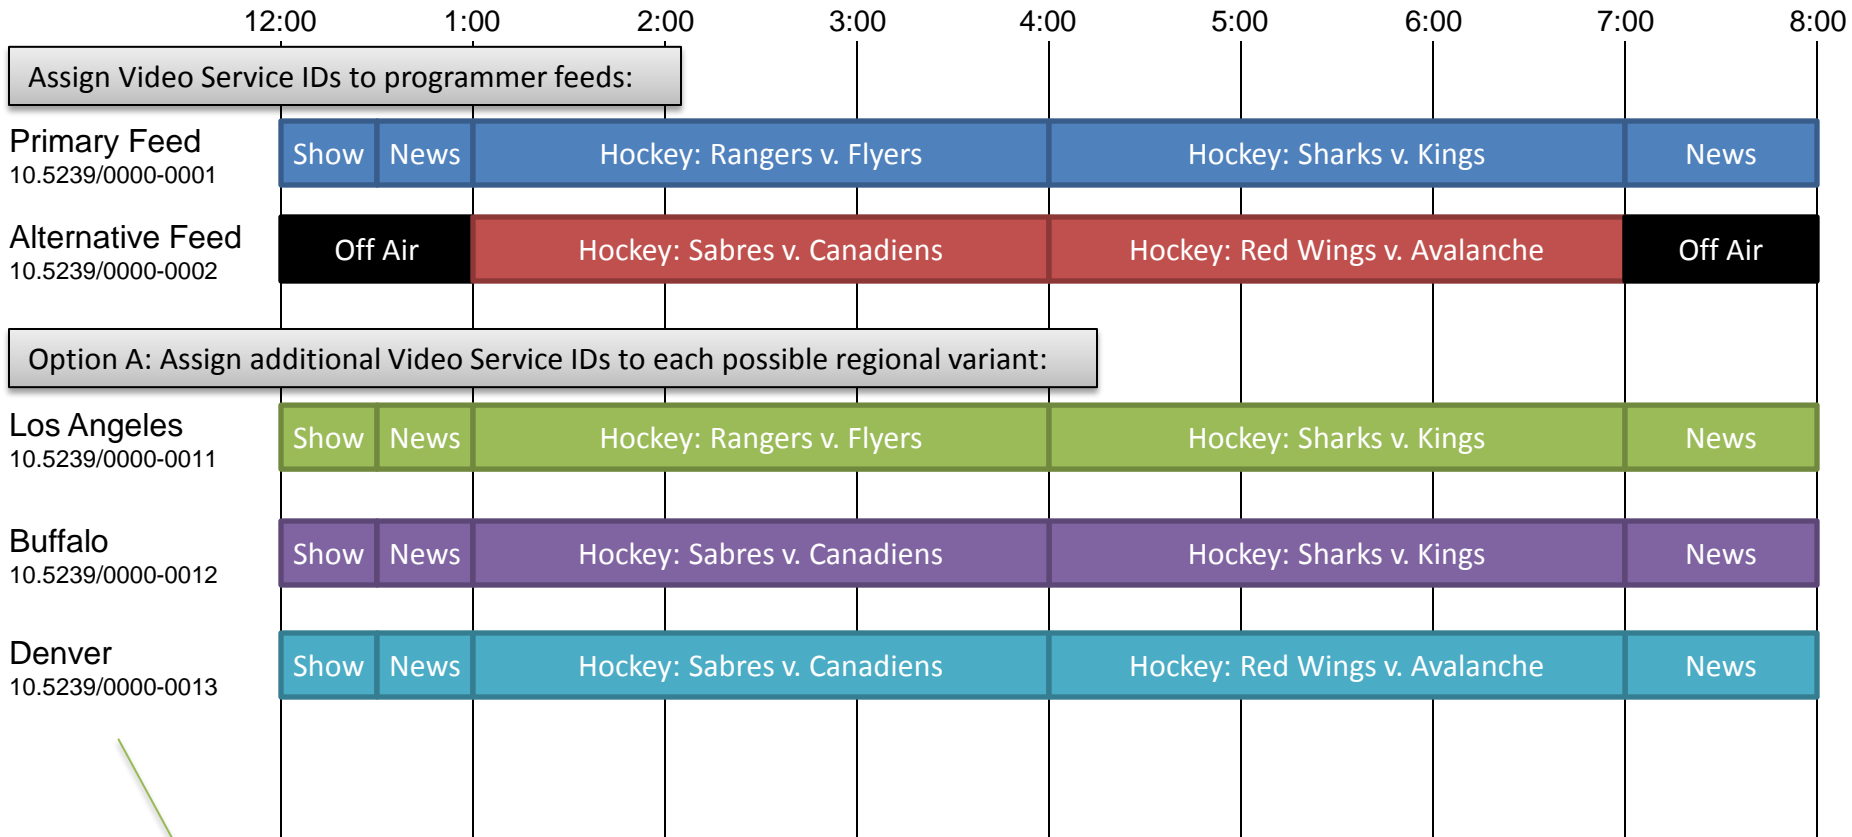 12:00 1:00 2:00 3:00 4:00 5:00 6:00 7:00 8:00
Assign Video Service IDs to programmer feeds:
Primary Feed
10.5239/0000-0001
Show News Hockey: Rangers v. Flyers Hockey: Sharks v. Kings News
Alternative Feed
10.5239/0000-0002
Off Air Hockey: Sabres v. Canadiens Hockey: Red Wings v. Avalanche Off Air
Option A: Assign additional Video Service IDs to each possible regional variant:
Los Angeles
10.5239/0000-0011
Show News Hockey: Rangers v. Flyers Hockey: Sharks v. Kings News
Buffalo
10.5239/0000-0012
Show News Hockey: Sabres v. Canadiens Hockey: Sharks v. Kings News
Denver
10.5239/0000-0013
Show News Hockey: Sabres v. Canadiens Hockey: Red Wings v. Avalanche News